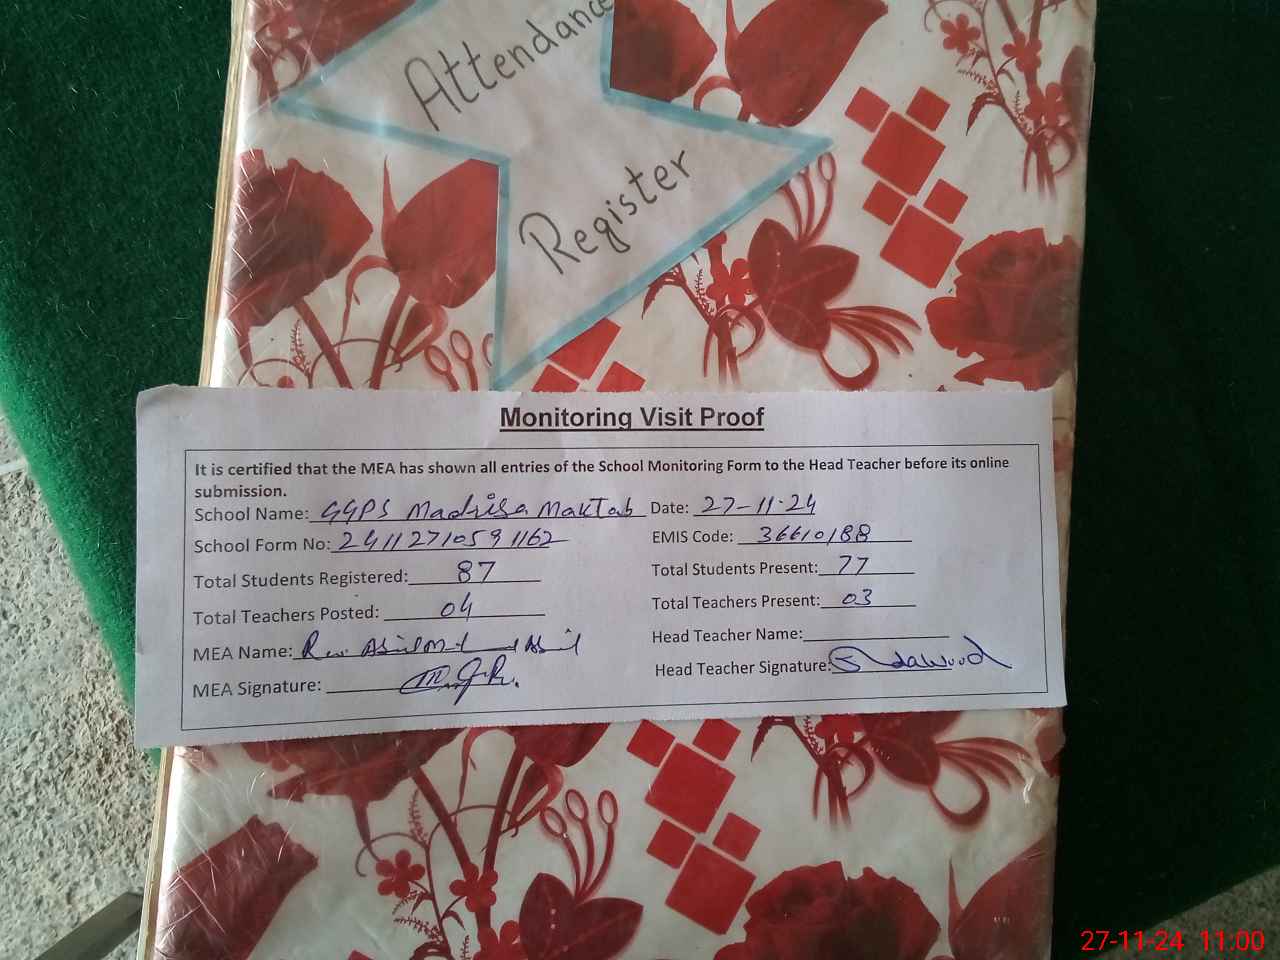 Attendance
Register
Monitoring Visit Proof
It is certified that the MEA has shown all entries of the School Monitoring Form to the Head Teacher before its online
submission.
School Name: GGPS Madrisa Maktab Date: 27-11-24
School Form No: 24112710591162 EMIS Code: 36610188
Total Students Registered: 87 Total Students Present: 77
Total Teachers Posted: 04 Total Teachers Present: 03
MEA Name: Head Teacher Name:
MEA Signature: Head Teacher Signature: dawood
27-11-24 11:00